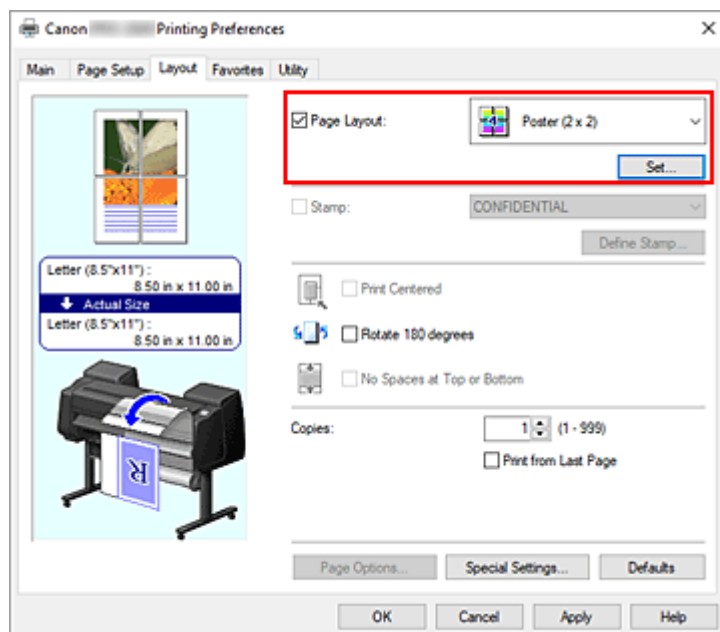 Canon Printing Preferences
Main Page Setup Layout Favorites Utility
Page Layout: 4 Poster (2 x 2)
Set...
Stamp: CONFIDENTIAL
Define Stamp...
Letter (8.5"x11") :
8.50 in x 11.00 in
Actual Size
Letter (8.5"x11") :
8.50 in x 11.00 in
Print Centered
Rotate 180 degrees
No Spaces at Top or Bottom
R
Copies: 1 (1 - 999)
Print from Last Page
Page Options... Special Settings... Defaults
OK Cancel Apply Help